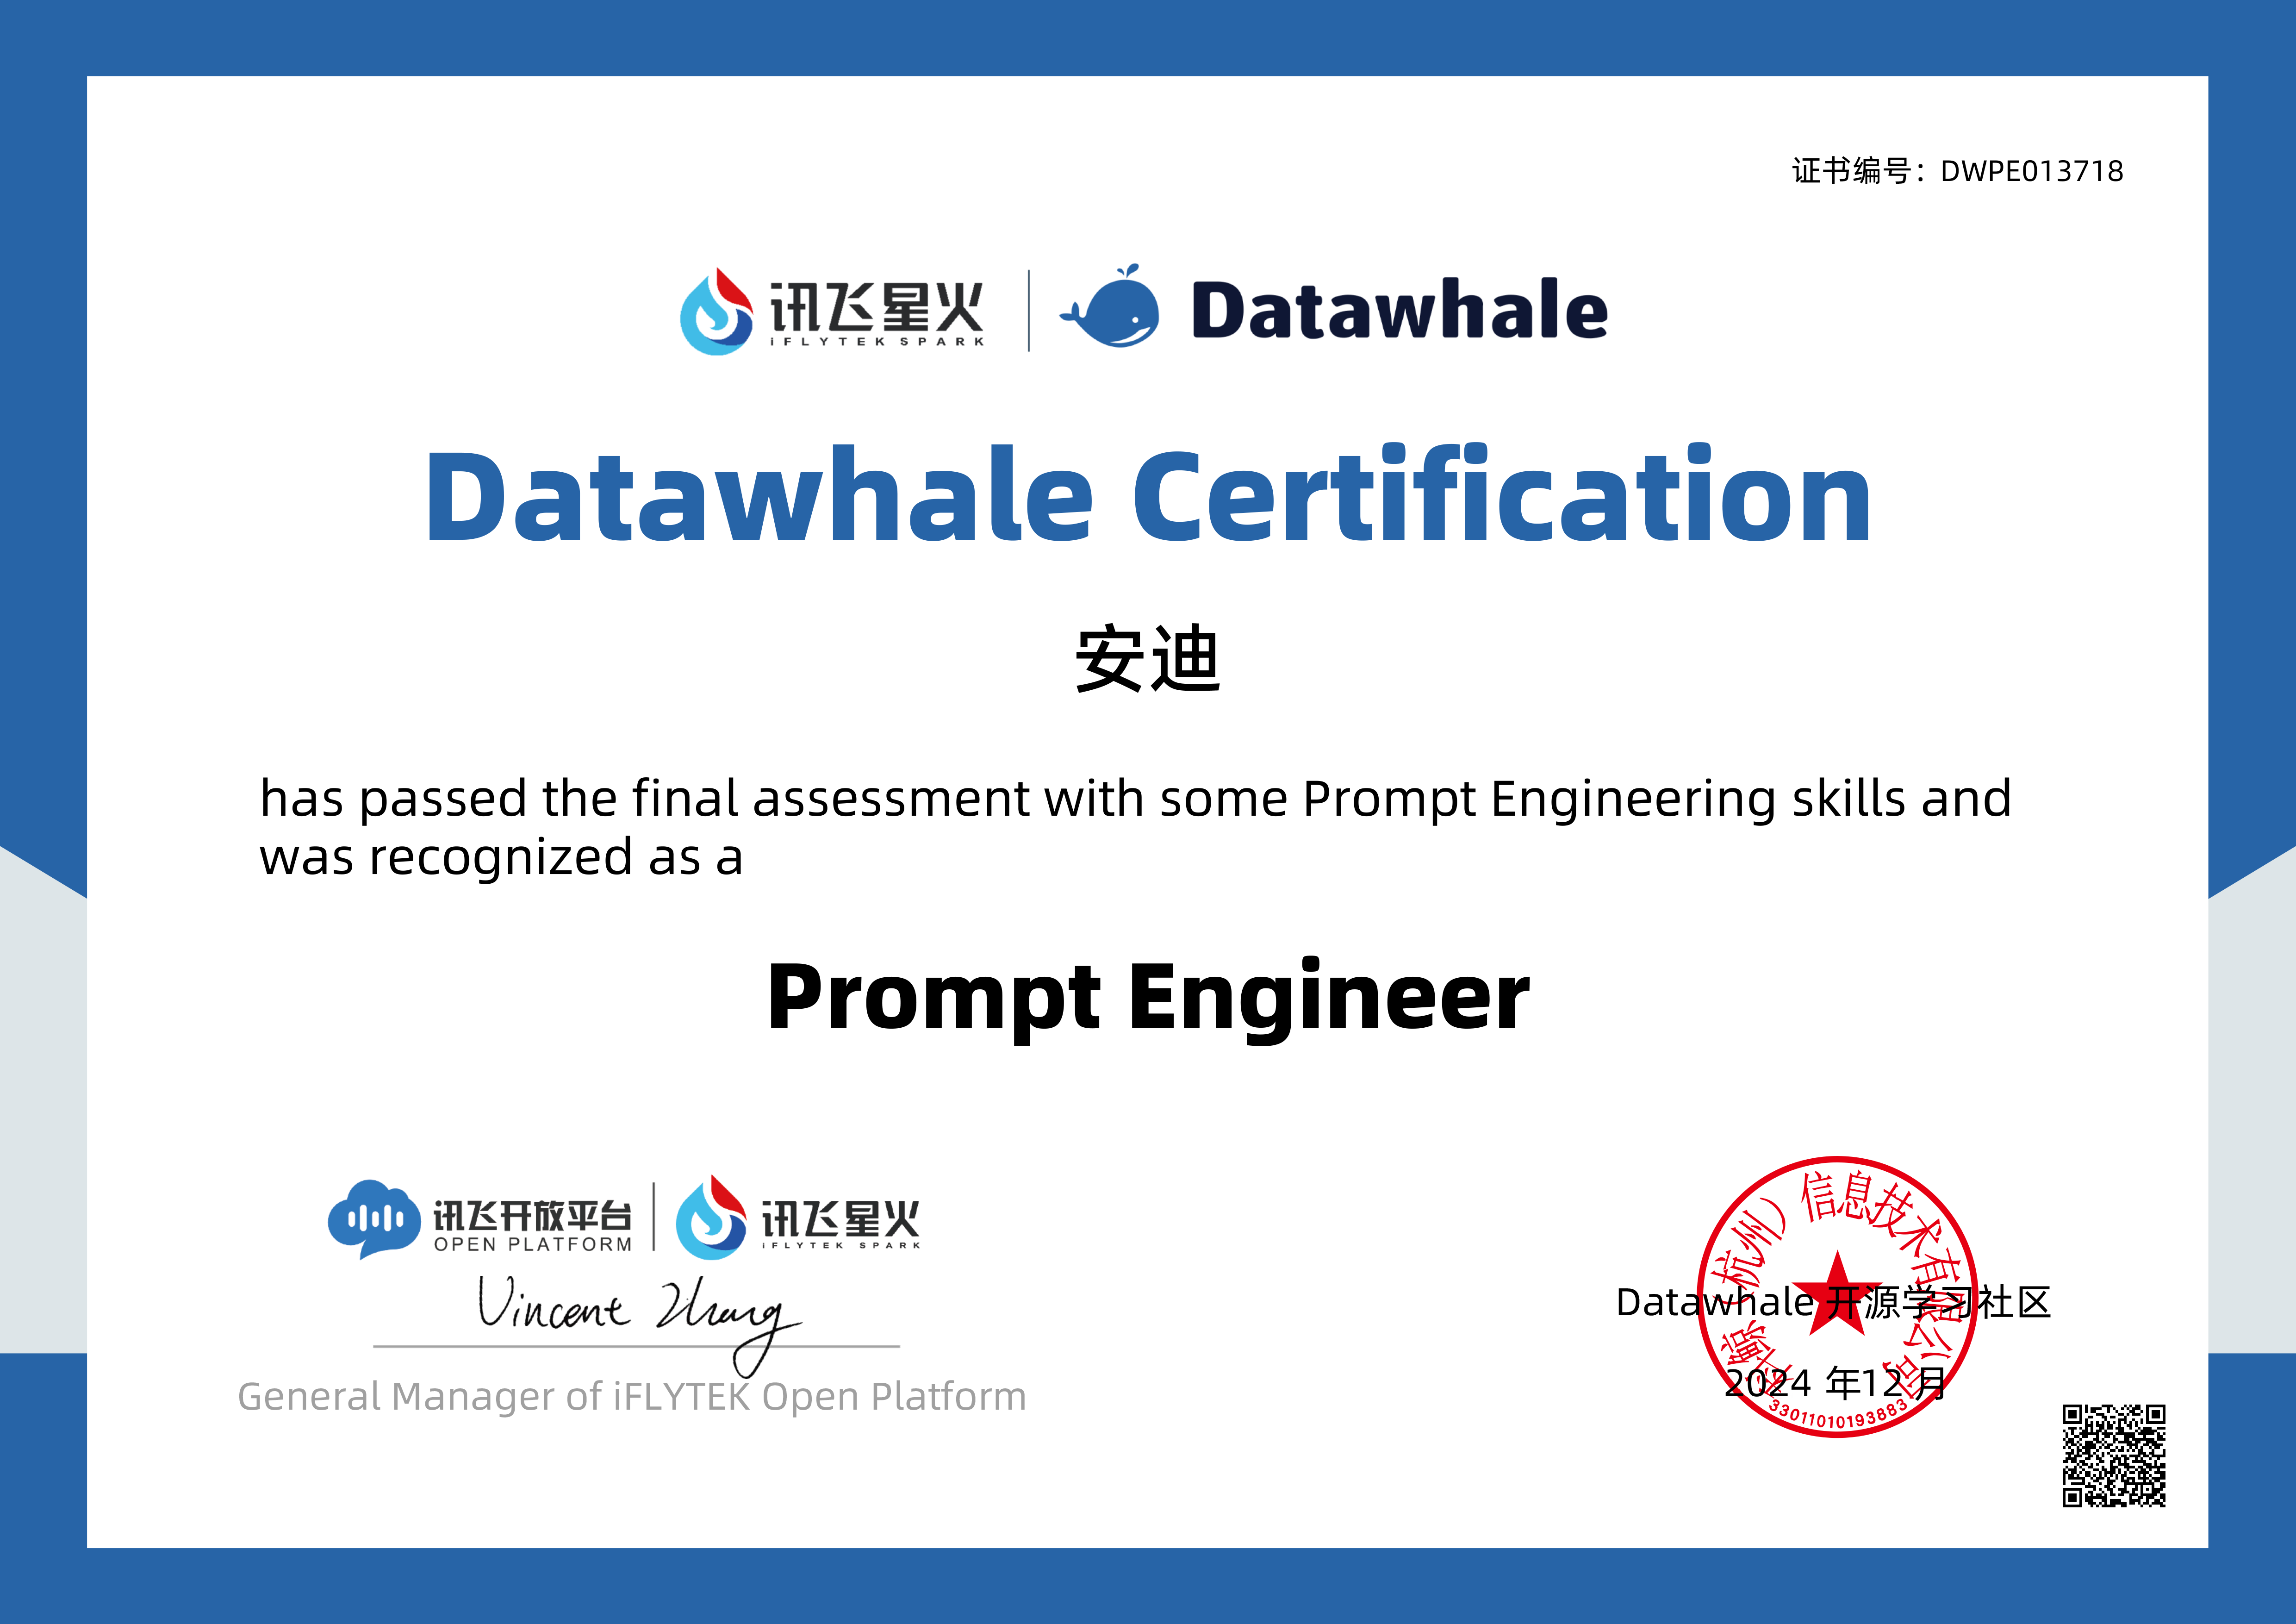 证书编号：DWPE013718
讯飞星火
iFLYTEK SPARK
Datawhale
Datawhale Certification
安迪
has passed the final assessment with some Prompt Engineering skills and
was recognized as a
Prompt Engineer
讯飞开放平台
OPEN PLATFORM
讯飞星火
iFLYTEK SPARK
Vincent Zhang
General Manager of iFLYTEK Open Platform
（杭州）信息技术有限公司
Datawhale 开源学习社区
2024 年12 月
33011010193883